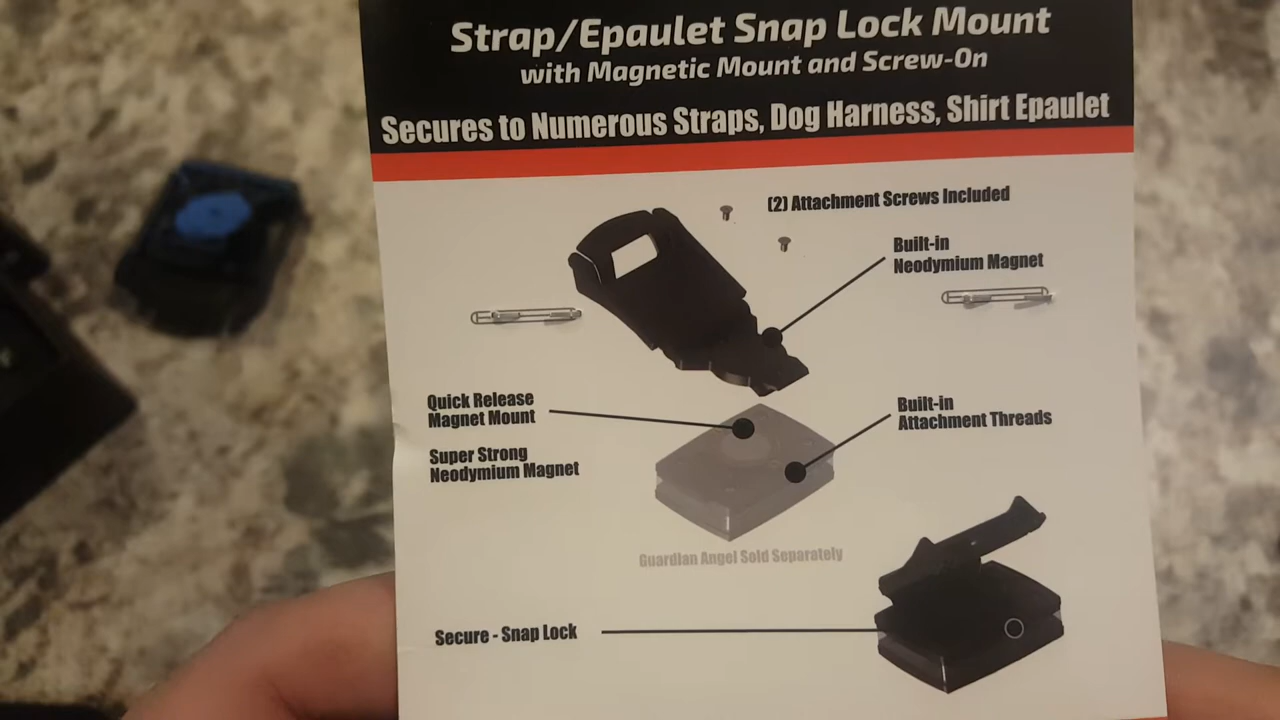 Strap/Epaulet Snap Lock Mount
with Magnetic Mount and Screw-On
Secures to Numerous Straps, Dog Harness, Shirt Epaulet
(2) Attachment Screws Included
Built-in
Neodymium Magnet
Quick Release
Magnet Mount
Super Strong
Neodymium Magnet
Built-in
Attachment Threads
Guardian Angel Sold Separately
Secure - Snap Lock